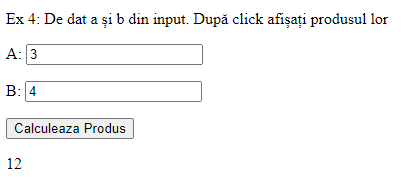 Ex 4: De dat a și b din input. După click afișați produsul lor
A: 3
B: 4
Calculeaza Produs
12